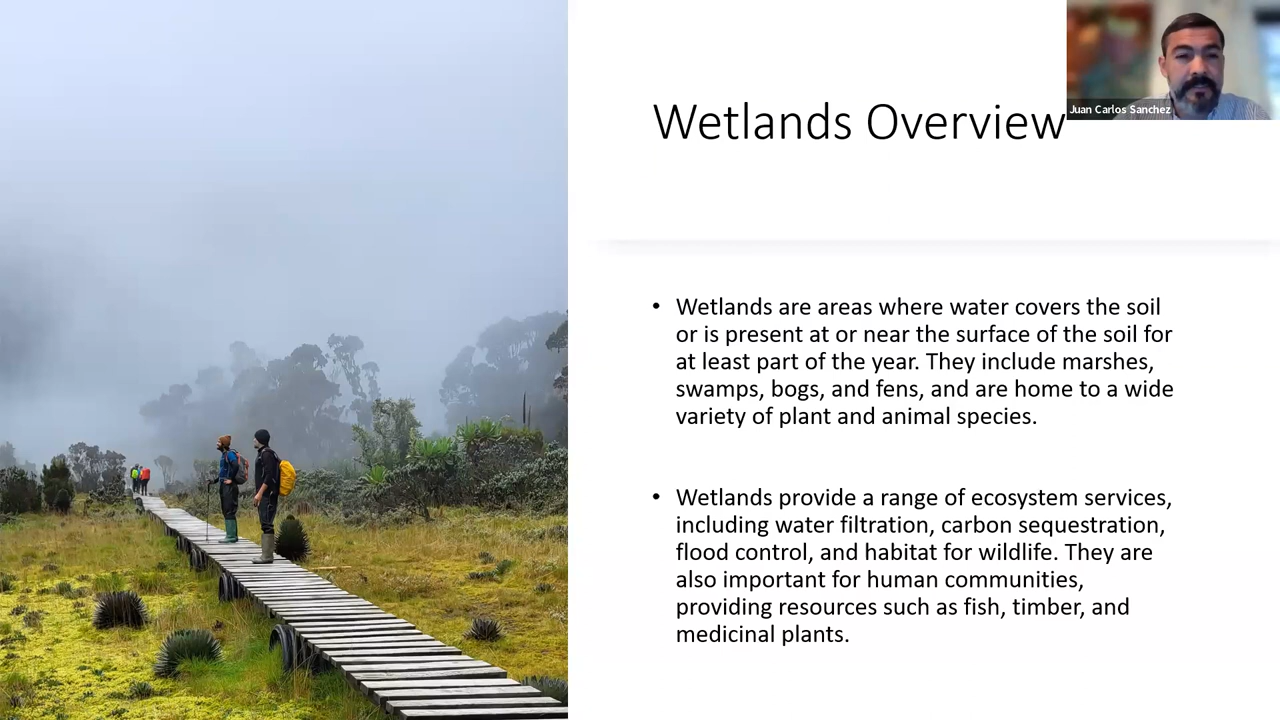 Juan Carlos Sanchez
Wetlands Overview
• Wetlands are areas where water covers the soil
or is present at or near the surface of the soil for
at least part of the year. They include marshes,
swamps, bogs, and fens, and are home to a wide
variety of plant and animal species.
• Wetlands provide a range of ecosystem services,
including water filtration, carbon sequestration,
flood control, and habitat for wildlife. They are
also important for human communities,
providing resources such as fish, timber, and
medicinal plants.